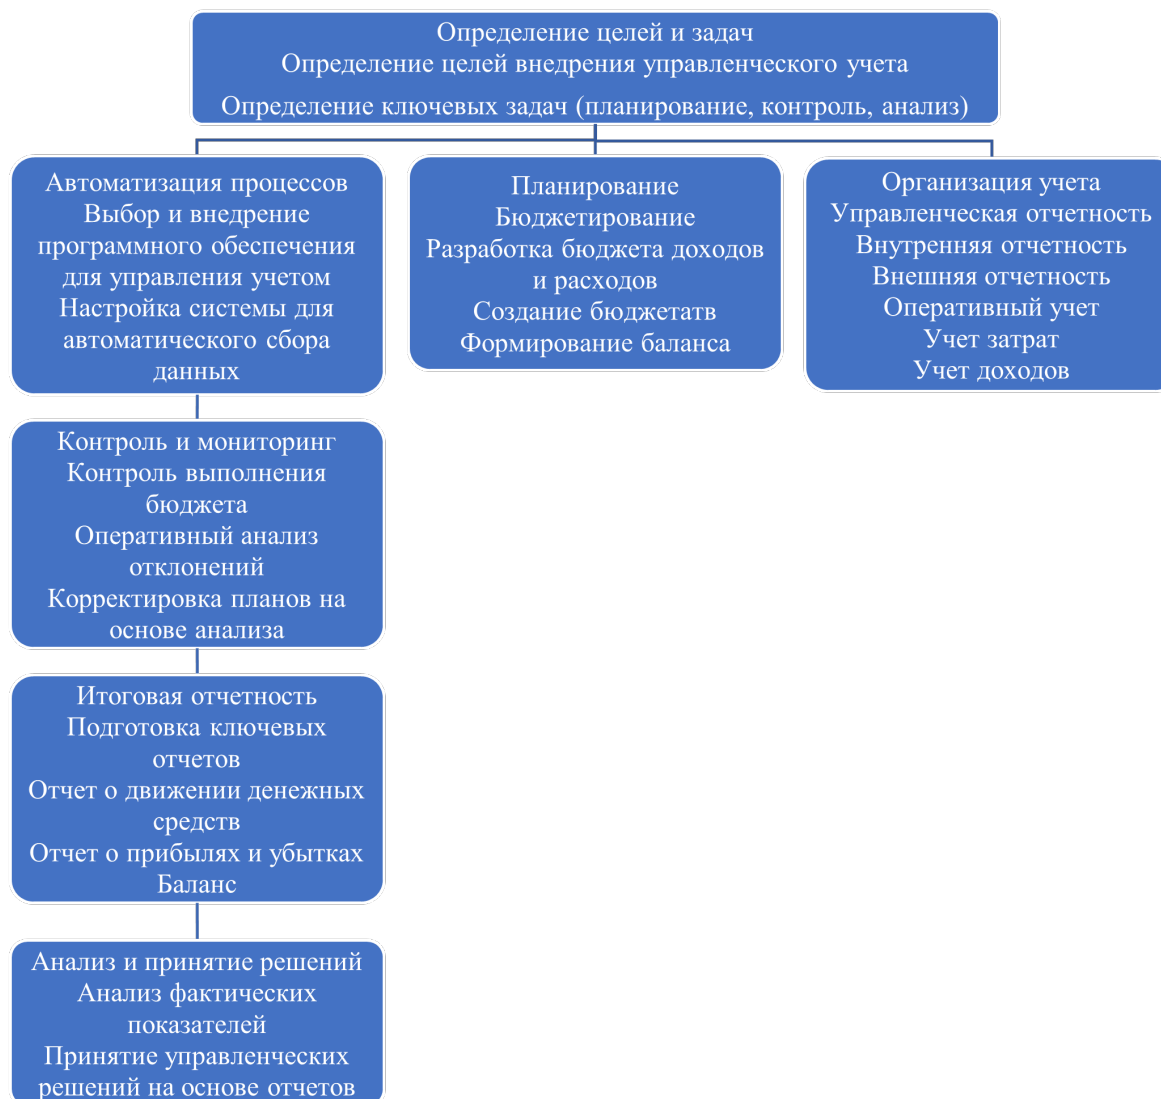 Определение целей и задач
Определение целей внедрения управленческого учета
Определение ключевых задач (планирование, контроль, анализ)
Автоматизация процессов
Выбор и внедрение
программного обеспечения
для управления учетом
Настройка системы для
автоматического сбора
данных
Планирование
Бюджетирование
Разработка бюджета доходов
и расходов
Создание бюджетатв
Формирование баланса
Организация учета
Управленческая отчетность
Внутренняя отчетность
Внешняя отчетность
Оперативный учет
Учет затрат
Учет доходов
Контроль и мониторинг
Контроль выполнения
бюджета
Оперативный анализ
отклонений
Корректировка планов на
основе анализа
Итоговая отчетность
Подготовка ключевых
отчетов
Отчет о движении денежных
средств
Отчет о прибылях и убытках
Баланс
Анализ и принятие решений
Анализ фактических
показателей
Принятие управленческих
решений на основе отчетов